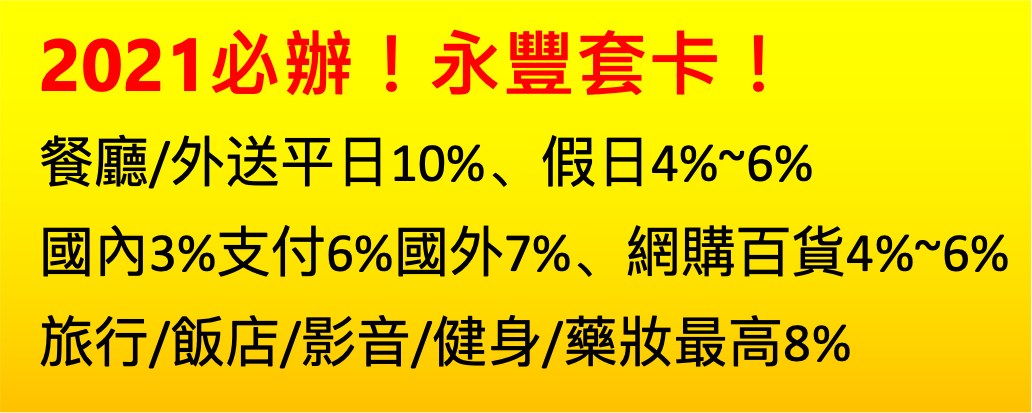 2021必辦！永豐套卡！
餐廳/外送平日10%、假日4%~6%
國內3%支付6%國外7%、網購百貨4%~6%
旅行/飯店/影音/健身/藥妝最高8%